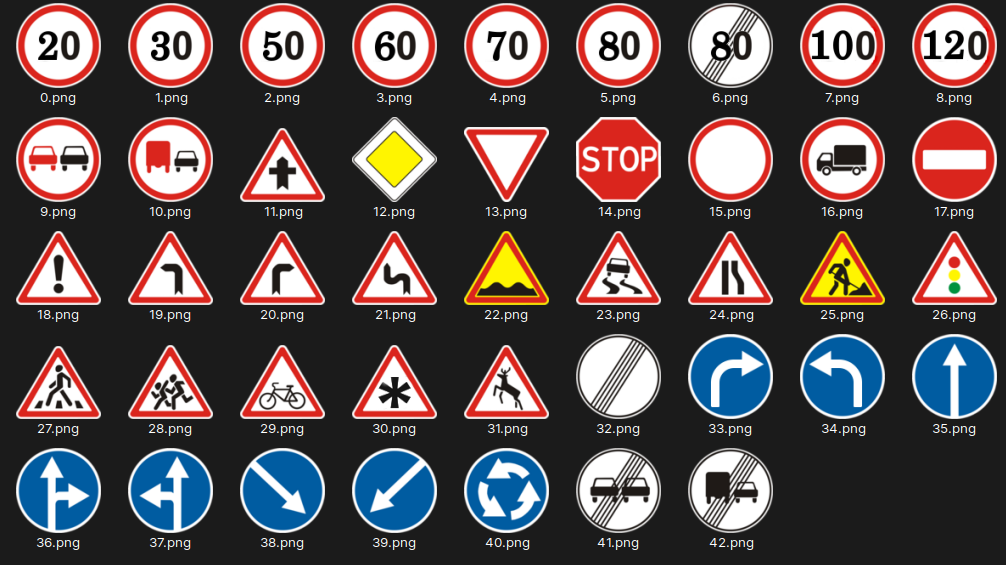 20 30 50 60 70 80 80 100 120
0.png 1.png 2.png 3.png 4.png 5.png 6.png 7.png 8.png
STOP
9.png 10.png 11.png 12.png 13.png 14.png 15.png 16.png 17.png
!
18.png 19.png 20.png 21.png 22.png 23.png 24.png 25.png 26.png
27.png 28.png 29.png 30.png 31.png 32.png 33.png 34.png 35.png
36.png 37.png 38.png 39.png 40.png 41.png 42.png